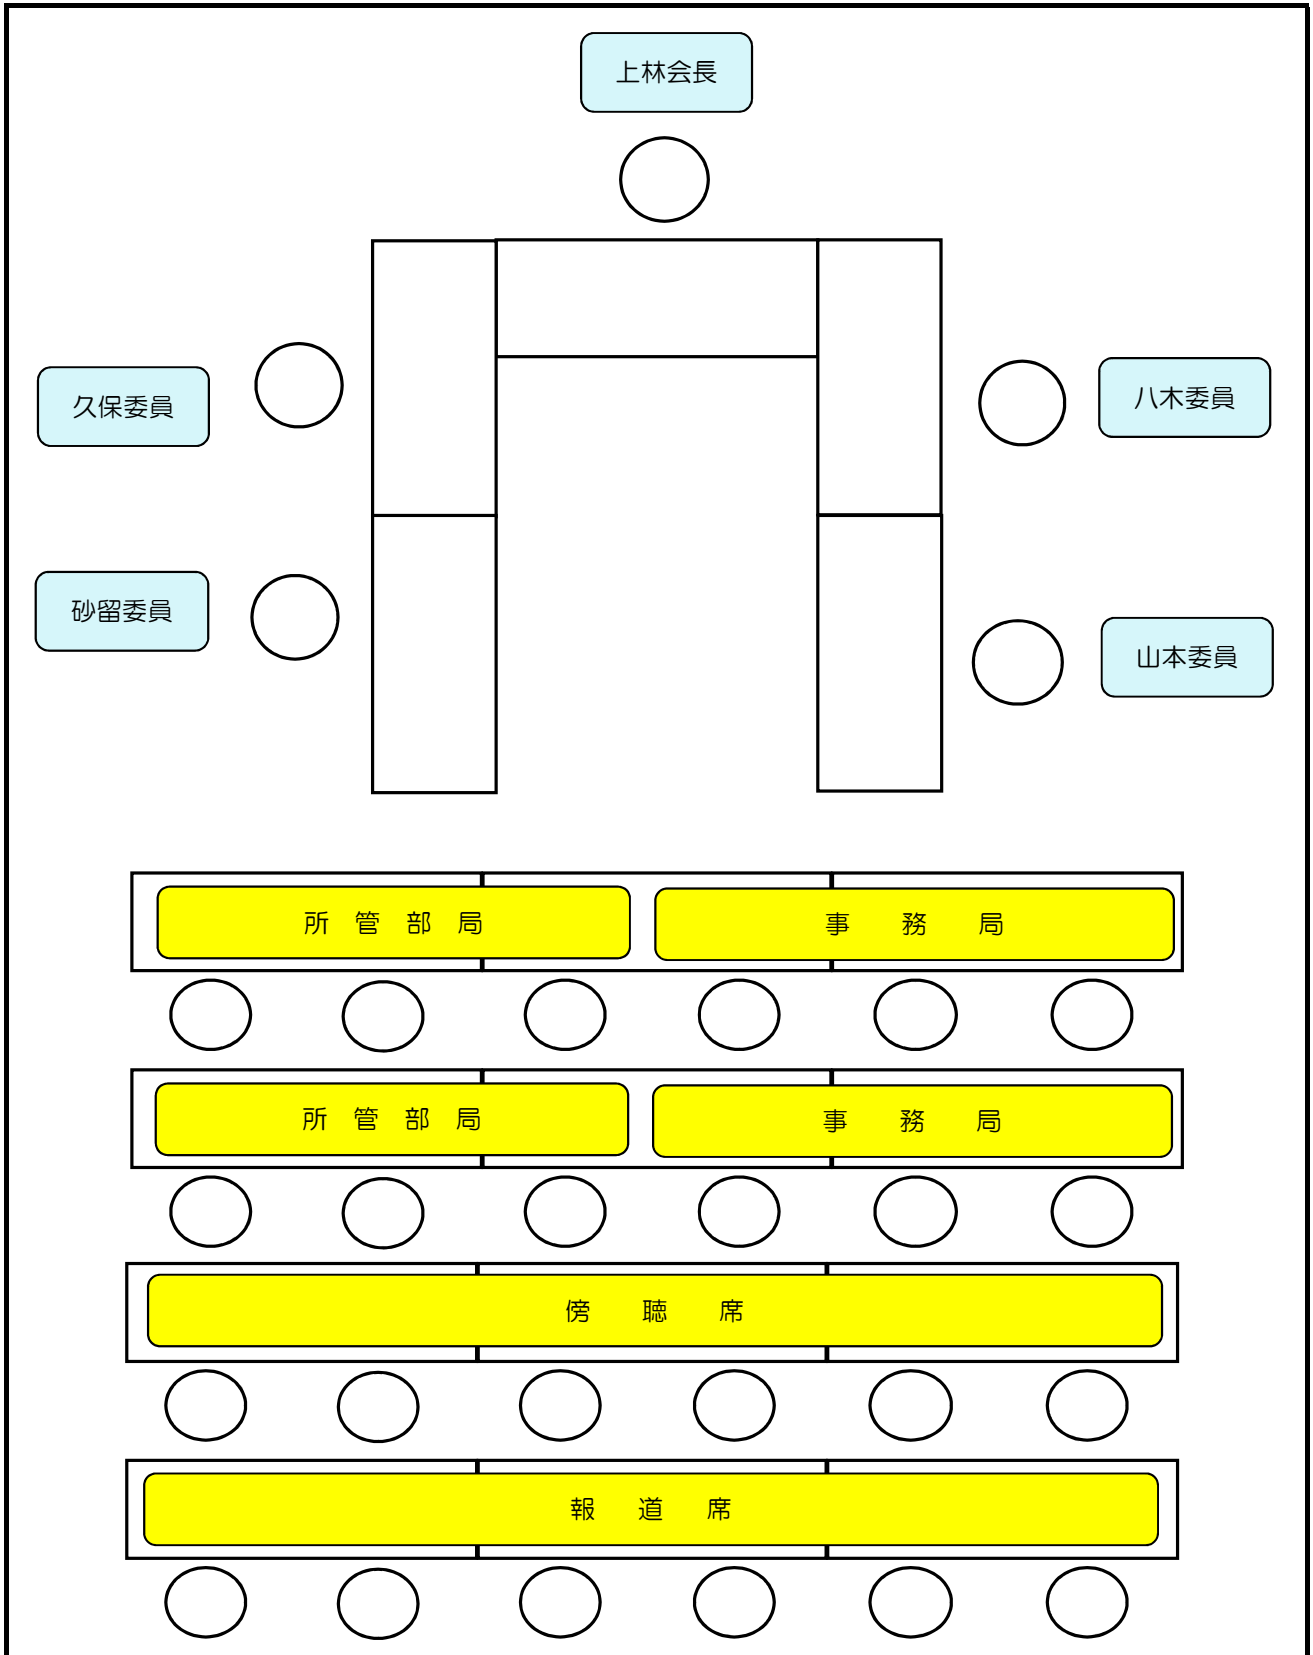 上林会長
久保委員
八木委員
砂留委員
山本委員
所管部局
事務局
所管部局
事務局
傍聴席
報道席